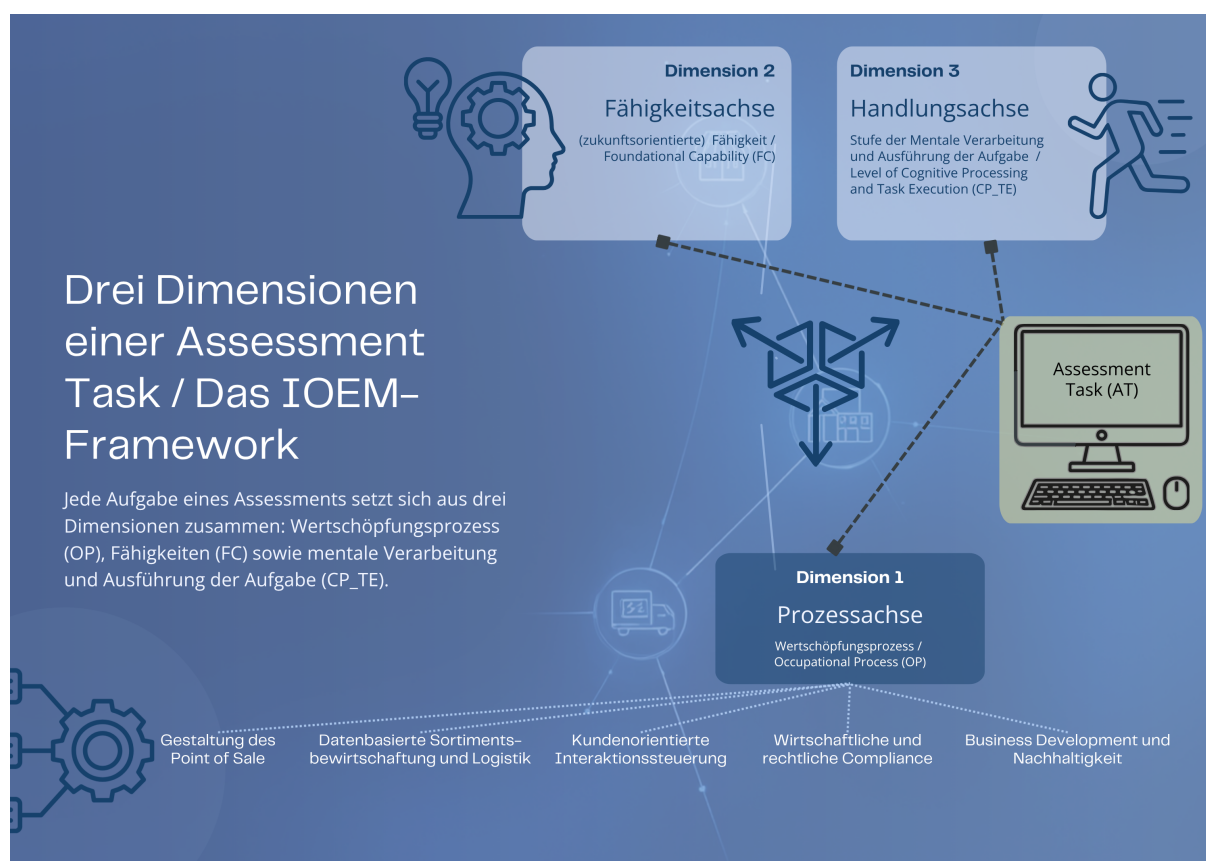 Drei Dimensionen
einer Assessment
Task / Das IOEM-
Framework
Jede Aufgabe eines Assessments setzt sich aus drei
Dimensionen zusammen: Wertschöpfungsprozess
(OP), Fähigkeiten (FC) sowie mentale Verarbeitung
und Ausführung der Aufgabe (CP_TE).
Dimension 2
Fähigkeitsachse
(zukunftsorientierte) Fähigkeit /
Foundational Capability (FC)
Dimension 3
Handlungsachse
Stufe der Mentale Verarbeitung
und Ausführung der Aufgabe /
Level of Cognitive Processing
and Task Execution (CP_TE)
Assessment
Task (AT)
Dimension 1
Prozessachse
Wertschöpfungsprozess /
Occupational Process (OP)
Gestaltung des
Point of Sale
Datenbasierte Sortiments-
bewirtschaftung und Logistik
Kundenorientierte
Interaktionssteuerung
Wirtschaftliche und
rechtliche Compliance
Business Development und
Nachhaltigkeit